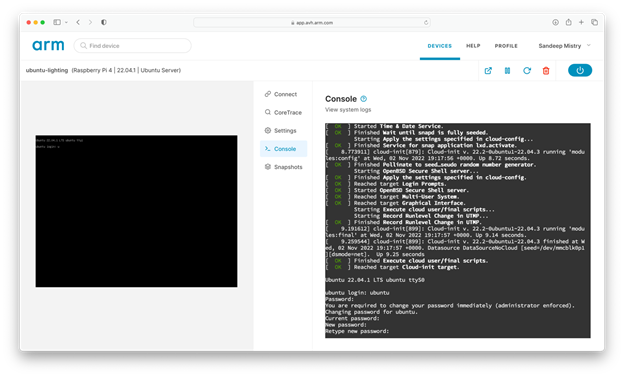 app.avh.arm.com
arm
Find device
DEVICES
HELP
PROFILE
Sandeep Mistry
ubuntu-lighting (Raspberry Pi 4 | 22.04.1 | Ubuntu Server)
Connect
CoreTrace
Settings
Console
Snapshots
Console
View system logs
[ OK ] Started Time & Date Service.
[ OK ] Finished Wait until snapd is fully seeded.
Starting Apply the settings specified in cloud-config...
[ OK ] Finished Service for snap application lxd.activate.
[ 8.773911] cloud-init[879]: Cloud-init v. 22.2-0ubuntu1~22.04.3 running 'modu
les:config' at Wed, 02 Nov 2022 19:17:56 +0000. Up 8.72 seconds.
[ OK ] Finished Pollinate to seed…seudo random number generator.
Starting OpenBSD Secure Shell server...
[ OK ] Finished Apply the settings specified in cloud-config.
[ OK ] Reached target Login Prompts.
[ OK ] Started OpenBSD Secure Shell server.
[ OK ] Reached target Multi-User System.
[ OK ] Reached target Graphical Interface.
Starting Execute cloud user/final scripts...
Starting Record Runlevel Change in UTMP...
[ OK ] Finished Record Runlevel Change in UTMP.
[ 9.191612] cloud-init[899]: Cloud-init v. 22.2-0ubuntu1~22.04.3 running 'modu
les:final' at Wed, 02 Nov 2022 19:17:57 +0000. Up 9.14 seconds.
[ 9.259544] cloud-init[899]: Cloud-init v. 22.2-0ubuntu1~22.04.3 finished at W
ed, 02 Nov 2022 19:17:57 +0000. Datasource DataSourceNoCloud [seed=/dev/mmcblk0p1
][dsmode=net]. Up 9.25 seconds
[ OK ] Finished Execute cloud user/final scripts.
[ OK ] Reached target Cloud-init target.
Ubuntu 22.04.1 LTS ubuntu ttyS0
ubuntu login: ubuntu
Password:
You are required to change your password immediately (administrator enforced).
Changing password for ubuntu.
Current password:
New password:
Retype new password: